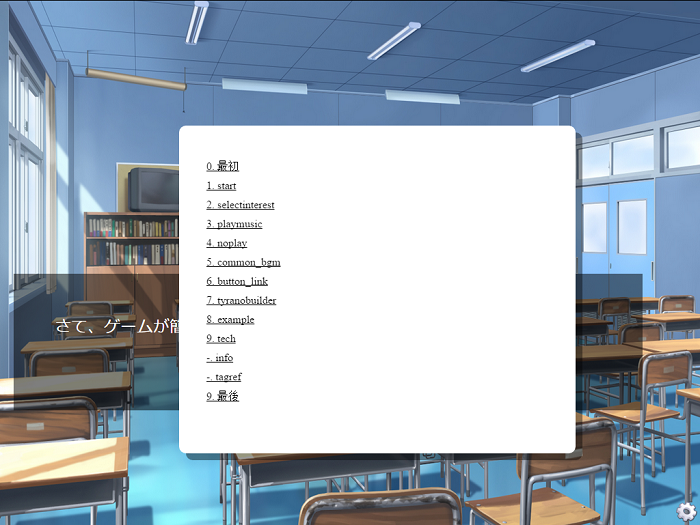 0. 最初
1. start
2. selectinterest
3. playmusic
4. noplay
5. common_bgm
6. button_link
7. tyranobuilder
8. example
9. tech
-. info
-. tagref
9. 最後
さて、ゲームが簡